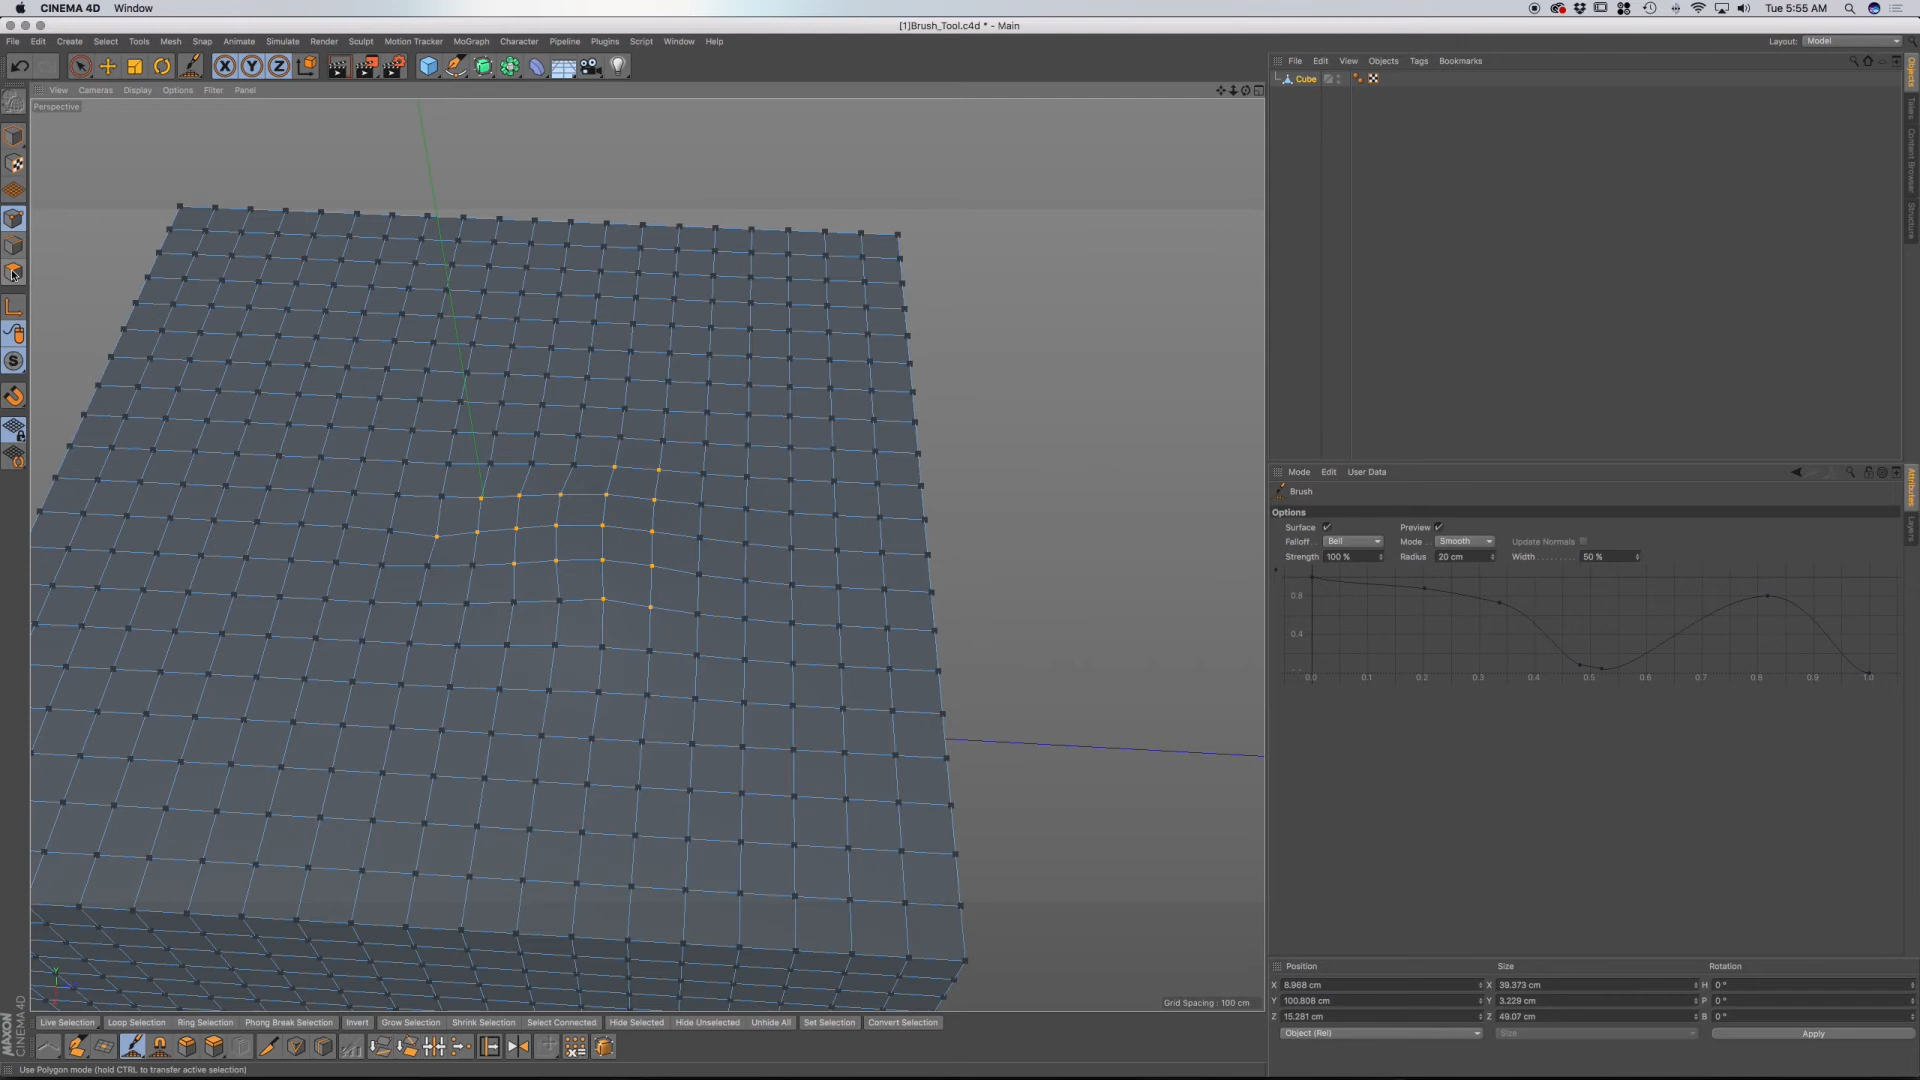 CINEMA 4D Window Tue 5:55 AM
[1]Brush_Tool.c4d * - Main
File Edit Create Select Tools Mesh Snap Animate Simulate Render Sculpt Motion Tracker MoGraph Character Pipeline Plugins Script Window Help Layout: Model
X Y Z
View Cameras Display Options Filter Panel
Perspective
File Edit View Objects Tags Bookmarks
Cube
Objects
Takes
Content Browser
Structure
S
Mode Edit User Data
Brush
Options
Surface Preview
Falloff Bell Mode Smooth Update Normals
Strength 100 % Radius 20 cm Width 50 %
0.8
0.4
0.0 0.1 0.2 0.3 0.4 0.5 0.6 0.7 0.8 1.0
Attributes
Layers
Y
Grid Spacing : 100 cm
Position Size Rotation
X 8.968 cm X 39.373 cm H 0 °
Y 100.808 cm Y 3.229 cm P 0 °
Z 15.281 cm Z 49.07 cm B 0 °
Object (Rel) Size Apply
MAXON
CINEMA 4D
Live Selection Loop Selection Ring Selection Phong Break Selection Invert Grow Selection Shrink Selection Select Connected Hide Selected Hide Unselected Unhide All Set Selection Convert Selection
Use Polygon mode (hold CTRL to transfer active selection)